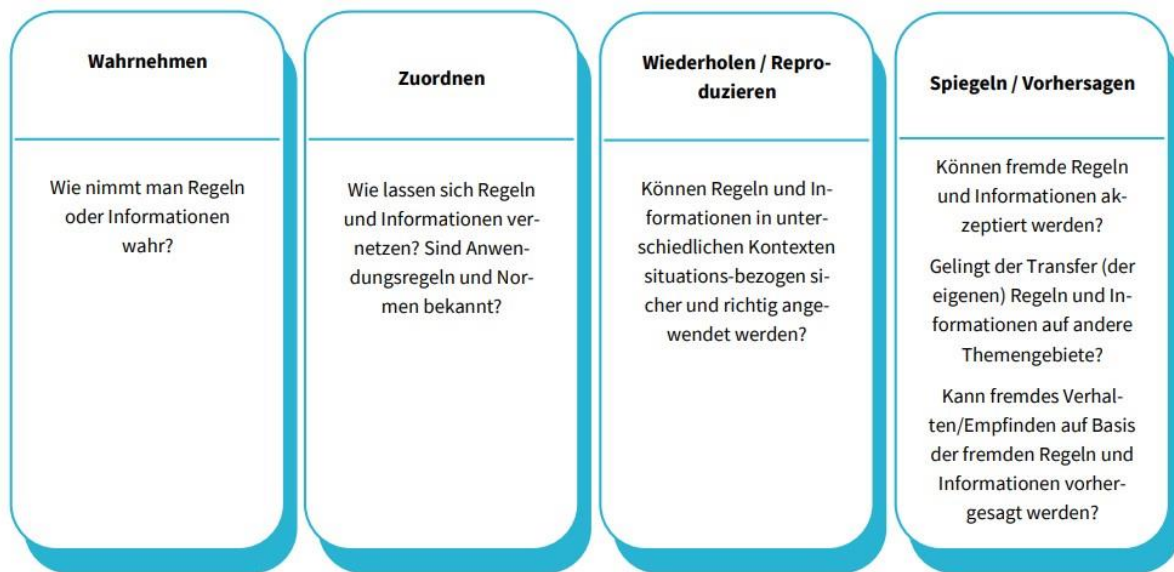 Wahrnehmen
Wie nimmt man Regeln
oder Informationen
wahr?
Zuordnen
Wie lassen sich Regeln
und Informationen ver-
netzen? Sind Anwen-
dungsregeln und Nor-
men bekannt?
Wiederholen / Repro-
duzieren
Können Regeln und In-
formationen in unter-
schiedlichen Kontexten
situations-bezogen si-
cher und richtig ange-
wendet werden?
Spiegeln / Vorhersagen
Können fremde Regeln
und Informationen ak-
zeptiert werden?
Gelingt der Transfer (der
eigenen) Regeln und In-
formationen auf andere
Themengebiete?
Kann fremdes Verhal-
ten/Empfinden auf Basis
der fremden Regeln und
Informationen vorher-
gesagt werden?